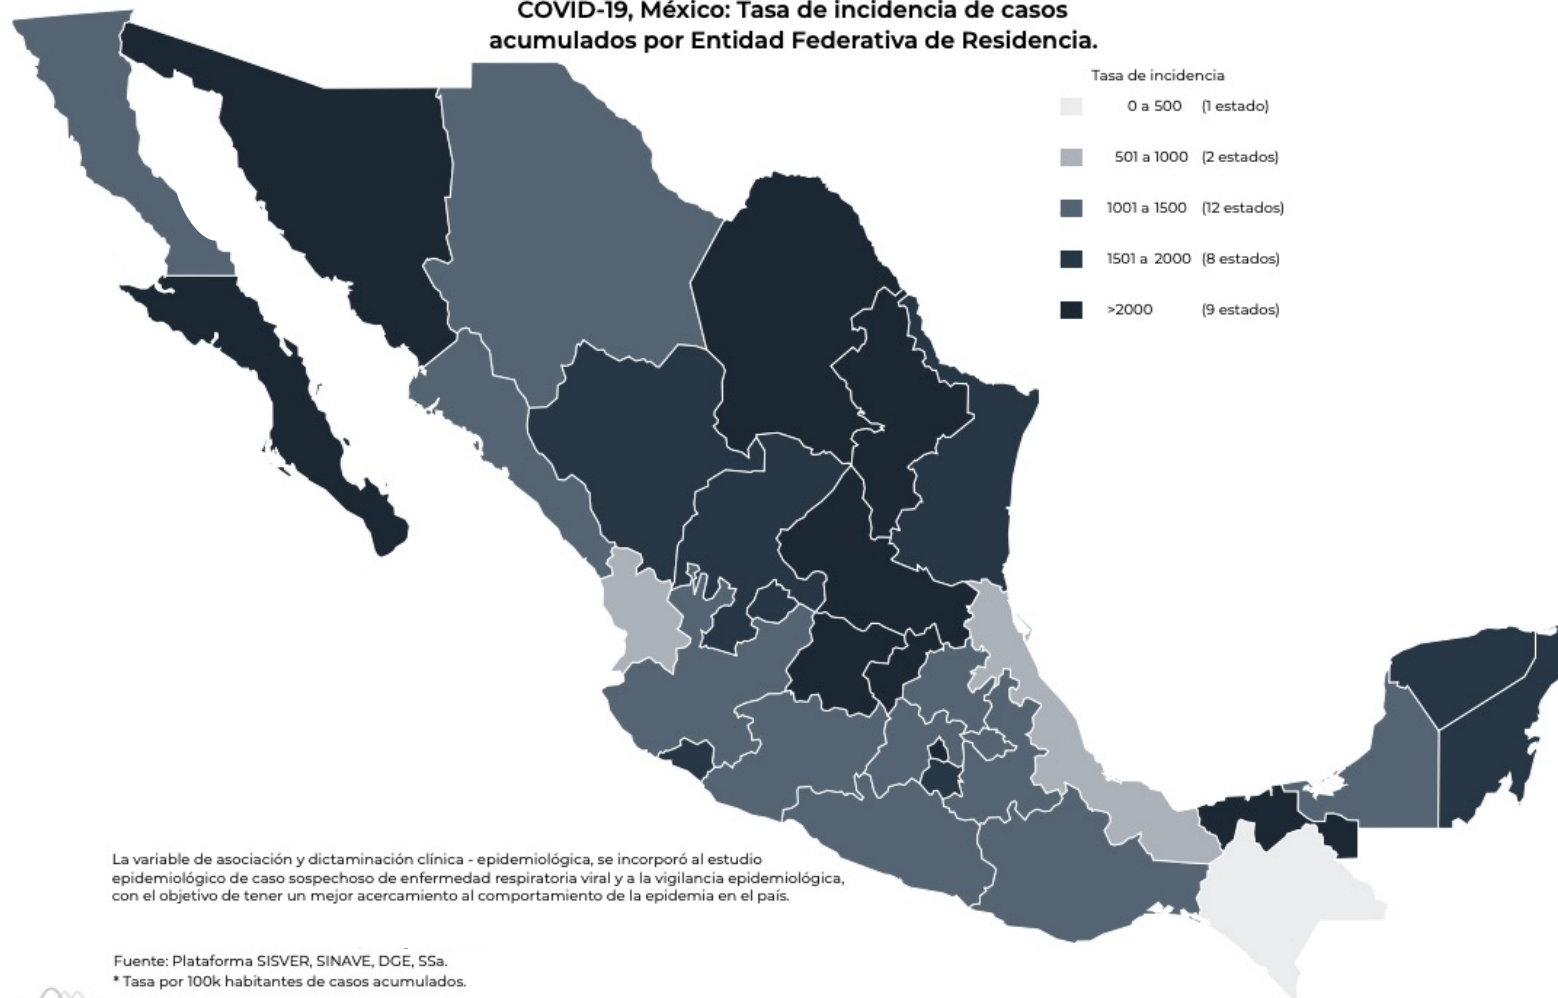 COVID-19, México: Tasa de incidencia de casos
acumulados por Entidad Federativa de Residencia.
Tasa de incidencia
0 a 500 (1 estado)
501 a 1000 (2 estados)
1001 a 1500 (12 estados)
1501 a 2000 (8 estados)
>2000 (9 estados)
La variable de asociación y dictaminación clínica - epidemiológica, se incorporó al estudio
epidemiológico de caso sospechoso de enfermedad respiratoria viral y a la vigilancia epidemiológica,
con el objetivo de tener un mejor acercamiento al comportamiento de la epidemia en el país.
Fuente: Plataforma SISVER, SINAVE, DGE, SSa.
* Tasa por 100k habitantes de casos acumulados.